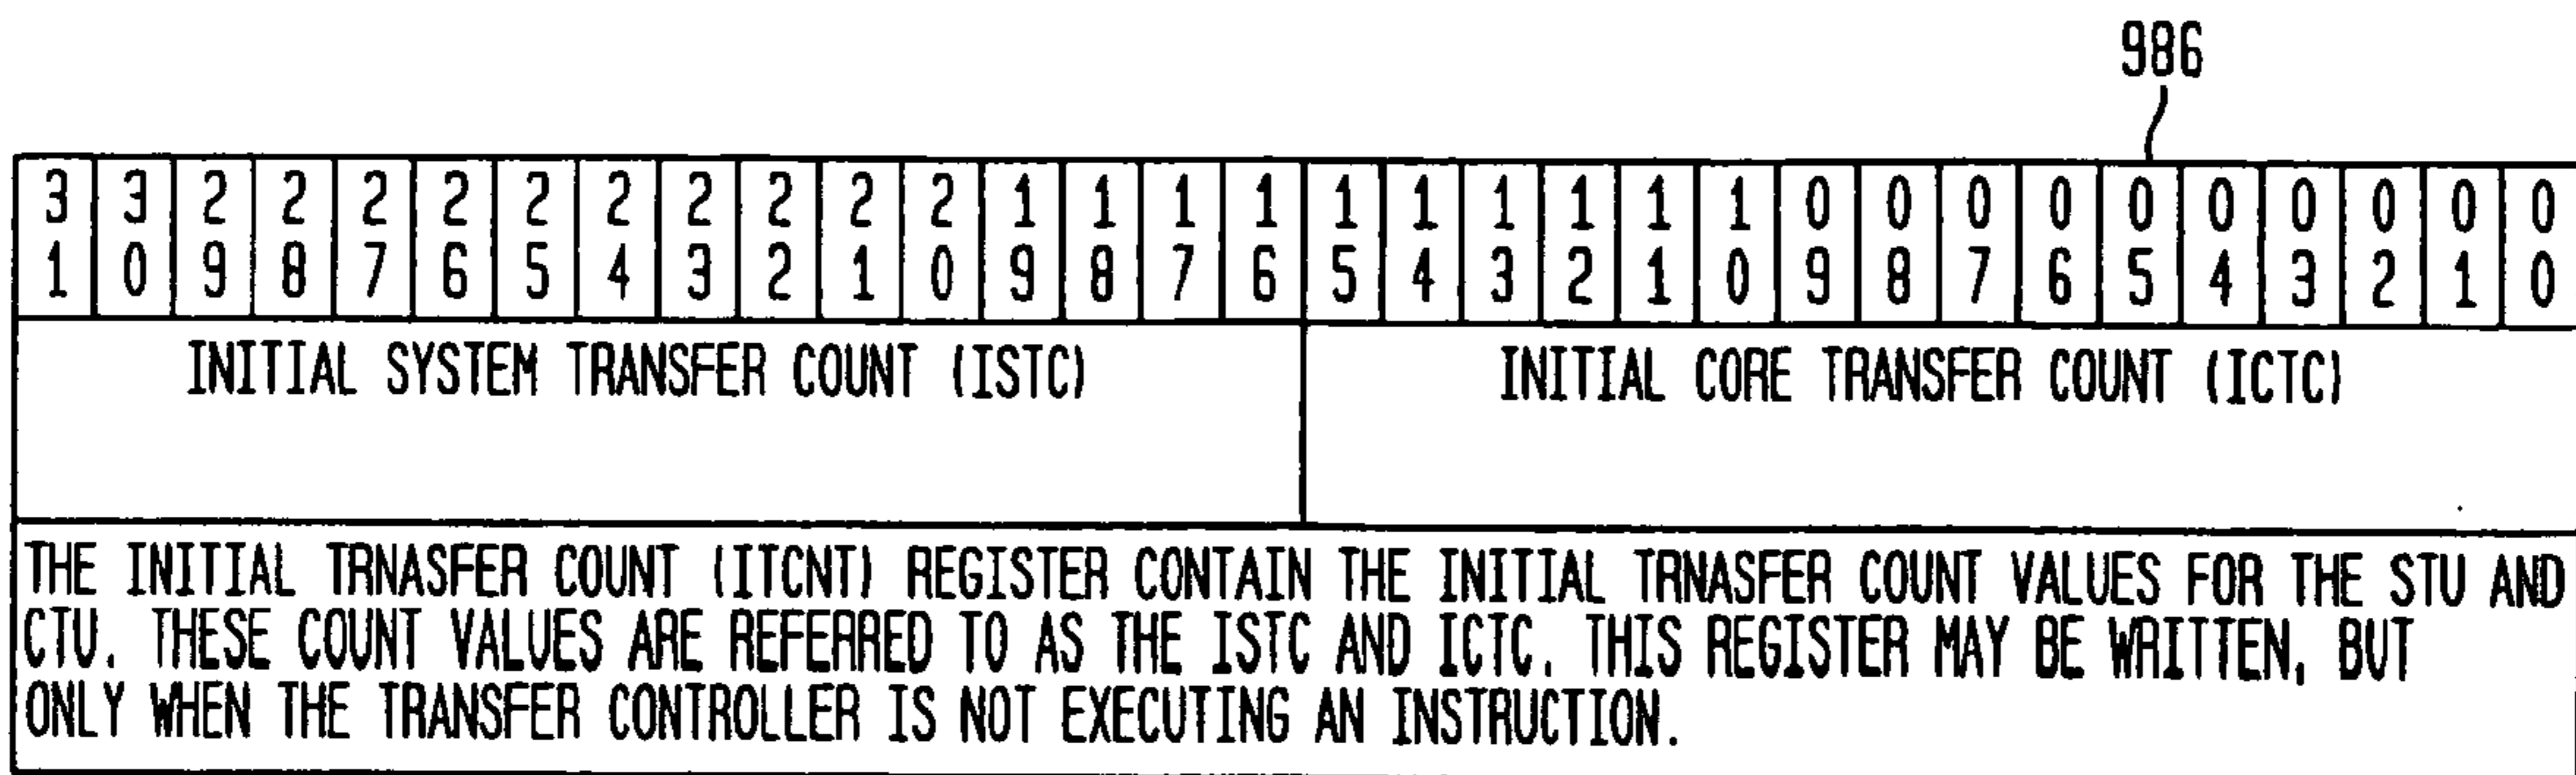 986
3 3 2 2 2 2 2 2 2 2 2 2 1 1 1 1 1 1 1 1 1 1 0 0 0 0 0 0 0 0 0 0
1 0 9 8 7 6 5 4 3 2 1 0 9 8 7 6 5 4 3 2 1 0 9 8 7 6 5 4 3 2 1 0
INITIAL SYSTEM TRANSFER COUNT (ISTC) INITIAL CORE TRANSFER COUNT (ICTC)
THE INITIAL TRNASFER COUNT (ITCNT) REGISTER CONTAIN THE INITIAL TRNASFER COUNT VALUES FOR THE STU AND
CTU. THESE COUNT VALUES ARE REFERRED TO AS THE ISTC AND ICTC. THIS REGISTER MAY BE WRITTEN, BUT
ONLY WHEN THE TRANSFER CONTROLLER IS NOT EXECUTING AN INSTRUCTION.